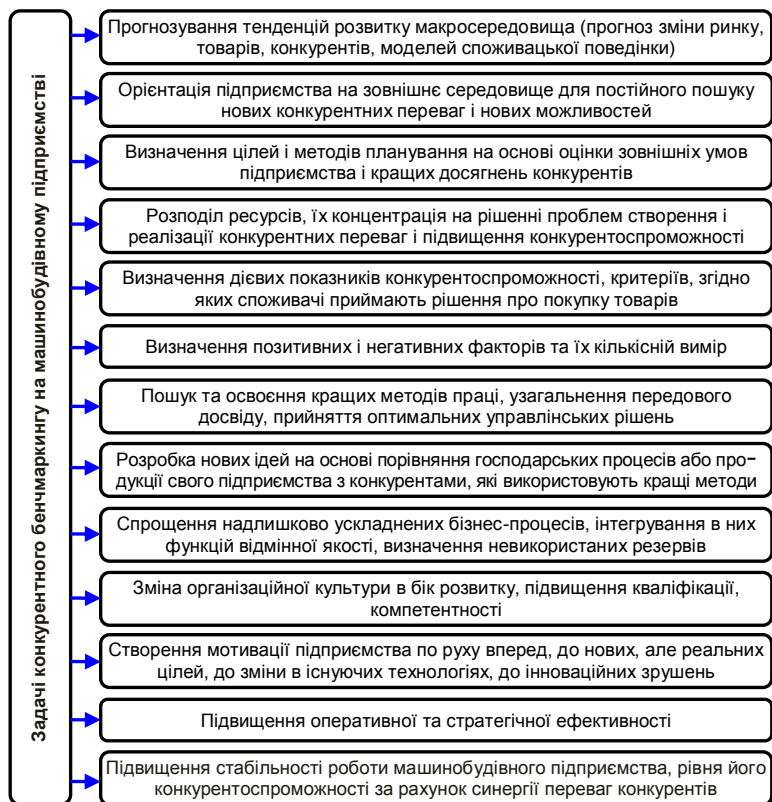 Задачі конкурентного бенчмаркингу на машинобудівному підприємстві
Прогнозування тенденцій розвитку макросередовища (прогноз зміни ринку,
товарів, конкурентів, моделей споживацької поведінки)
Орієнтація підприємства на зовнішнє середовище для постійного пошуку
нових конкурентних переваг і нових можливостей
Визначення цілей і методів планування на основі оцінки зовнішніх умов
підприємства і кращих досягнень конкурентів
Розподіл ресурсів, їх концентрація на рішенні проблем створення і
реалізації конкурентних переваг і підвищення конкурентоспроможності
Визначення дієвих показників конкурентоспроможності, критеріїв, згідно
яких споживачі приймають рішення про покупку товарів
Визначення позитивних і негативних факторів та їх кількісній вимір
Пошук та освоєння кращих методів праці, узагальнення передового
досвіду, прийняття оптимальних управлінських рішень
Розробка нових ідей на основі порівняння господарських процесів або про-
дукції свого підприємства з конкурентами, які використовують кращі методи
Спрощення надлишково ускладнених бізнес-процесів, інтегрування в них
функцій відмінної якості, визначення невикористаних резервів
Зміна організаційної культури в бік розвитку, підвищення кваліфікації,
компетентності
Створення мотивації підприємства по руху вперед, до нових, але реальних
цілей, до зміни в існуючих технологіях, до інноваційних зрушень
Підвищення оперативної та стратегічної ефективності
Підвищення стабільності роботи машинобудівного підприємства, рівня його
конкурентоспроможності за рахунок синергії переваг конкурентів